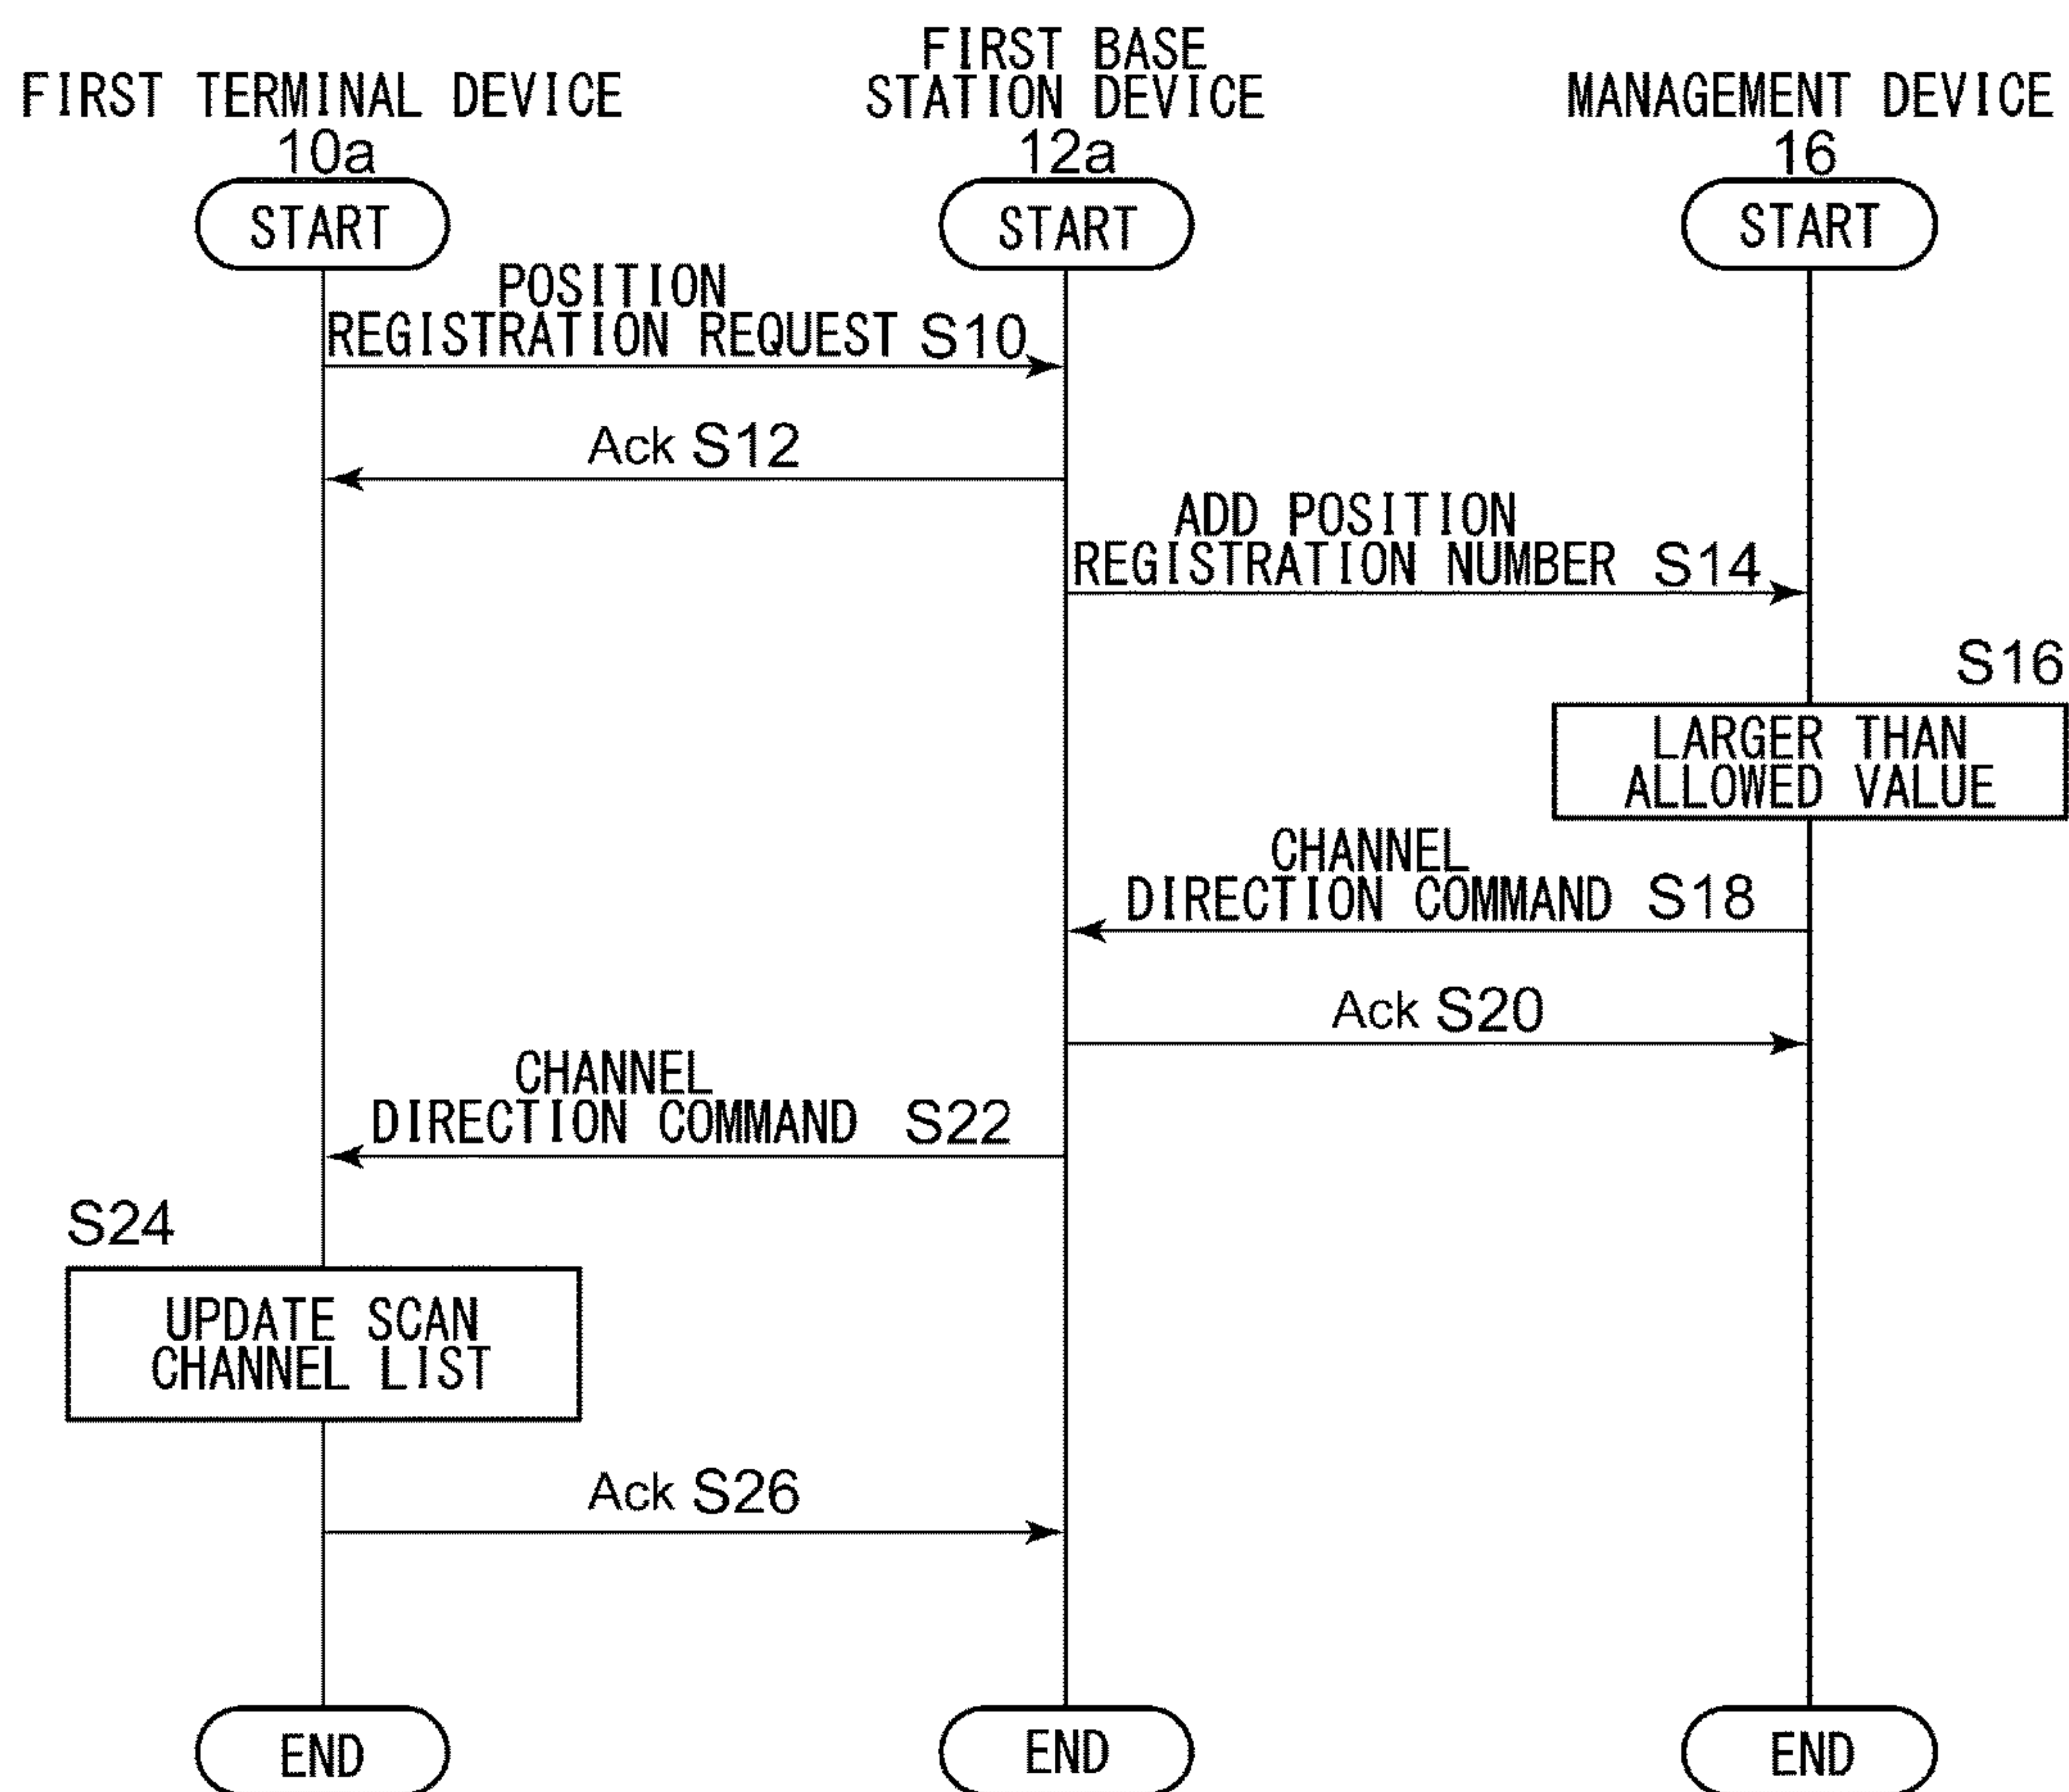 FIRST TERMINAL DEVICE
10a
FIRST BASE
STATION DEVICE
12a
MANAGEMENT DEVICE
16
START
START
START
POSITION
REGISTRATION REQUEST S10
Ack S12
ADD POSITION
REGISTRATION NUMBER S14
S16
LARGER THAN
ALLOWED VALUE
CHANNEL
DIRECTION COMMAND S18
Ack S20
CHANNEL
DIRECTION COMMAND S22
S24
UPDATE SCAN
CHANNEL LIST
Ack S26
END
END
END